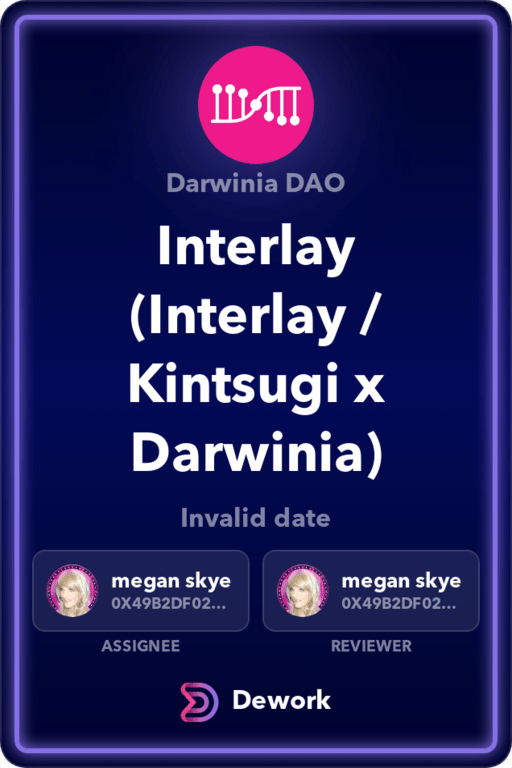 Darwinia DAO
Interlay
(Interlay /
Kintsugi x
Darwinia)
Invalid date
megan skye
0X49B2DF02...
megan skye
0X49B2DF02...
ASSIGNEE
REVIEWER
Dework